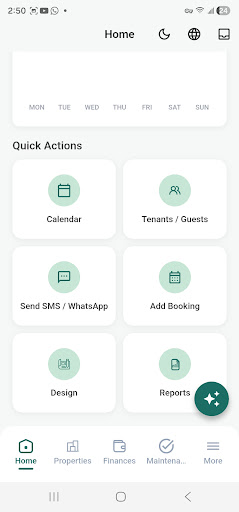 2:50
24
Home
MON TUE WED THU FRI SAT SUN
Quick Actions
Calendar Tenants / Guests
Send SMS / WhatsApp Add Booking
Design Reports
Home Properties Finances Maintena... More